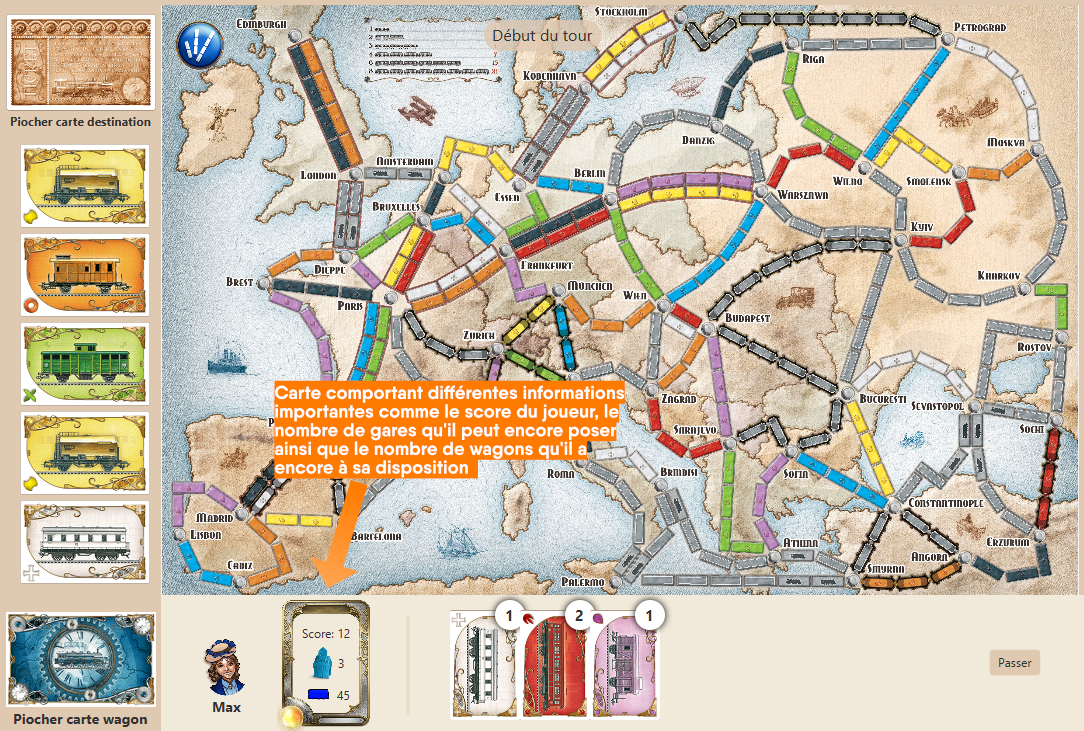 Piocher carte destination
Piocher carte wagon
Début du tour
EDINBURGH
LONDON
AMSTERDAM
BRUXELLES
DIEPPE
BREST
PARIS
ESSEN
KOBENHAVN
STOCKHOLM
PETROGRAD
RIGA
DANZIG
BERLIN
MOSKVA
WILNO
SMOLENSK
WARSZAWA
KYIV
FRANKFURT
MÜNCHEN
WIEN
KHARKOV
ZURICH
BUDAPEST
ROSTOV
ZAGRAB
BUCURESTI
SEVASTOPOL
SOCHI
SARAJEVO
SOFIA
ROMA
BRINDISI
CONSTANTINOPLE
MADRID
LISBON
BARCELONA
CADIZ
ATHINA
ANGORA
ERZURUM
SMYRNA
PALERMO
Carte comportant différentes informations
importantes comme le score du joueur, le
nombre de gares qu'il peut encore poser
ainsi que le nombre de wagons qu'il a
encore à sa disposition
Max
Score: 12
3
45
1
2
1
Passer